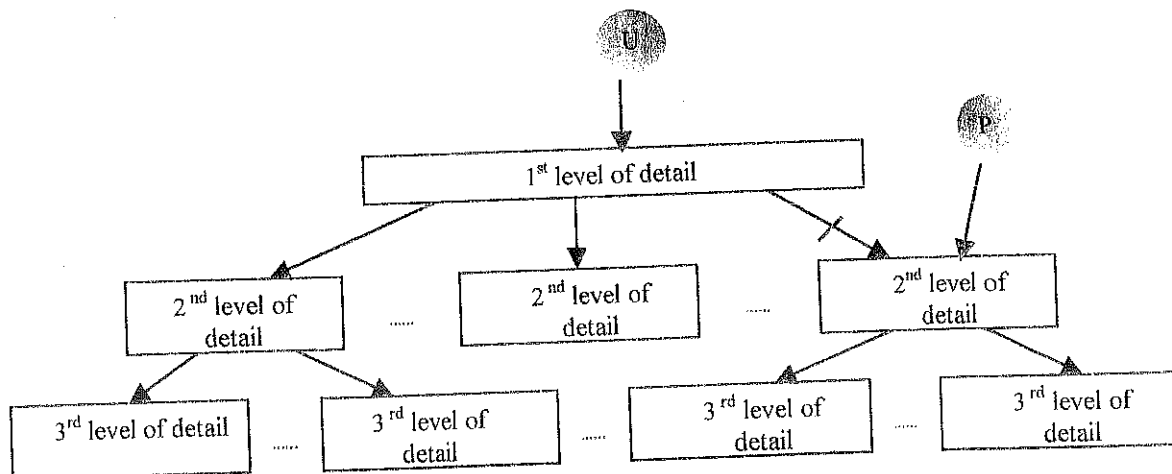 U
P
1st level of detail
2nd level of
detail
......
2nd level of
detail
......
2nd level of
detail
3rd level of detail
......
3rd level of
detail
......
3rd level of
detail
......
3rd level of
detail